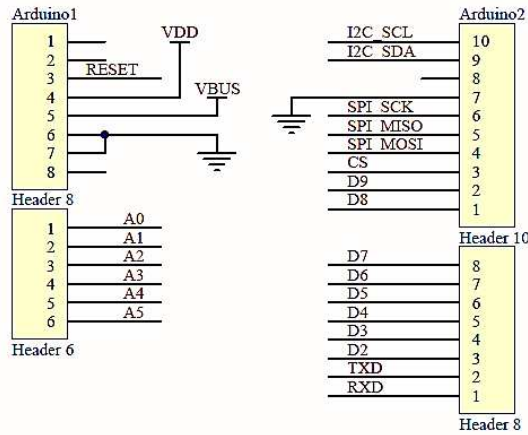 Arduino1
1
2
3 RESET
4 VDD
5 VBUS
6
7
8
Header 8
1 A0
2 A1
3 A2
4 A3
5 A4
6 A5
Header 6
Arduino2
I2C_SCL 10
I2C_SDA 9
8
7
SPI_SCK 6
SPI_MISO 5
SPI_MOSI 4
CS 3
D9 2
D8 1
Header 10
D7 8
D6 7
D5 6
D4 5
D3 4
D2 3
TXD 2
RXD 1
Header 8